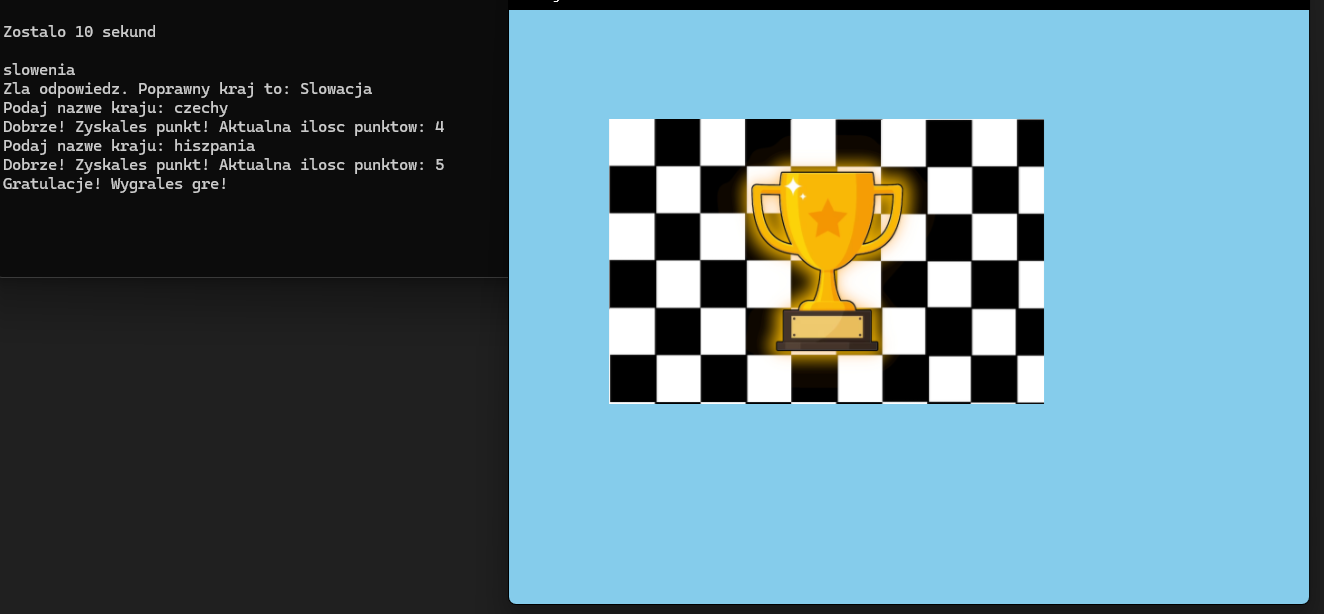 Zostalo 10 sekund
slowenia
Zla odpowiedz. Poprawny kraj to: Slowacja
Podaj nazwe kraju: czechy
Dobrze! Zyskales punkt! Aktualna ilosc punktow: 4
Podaj nazwe kraju: hiszpania
Dobrze! Zyskales punkt! Aktualna ilosc punktow: 5
Gratulacje! Wygrales gre!